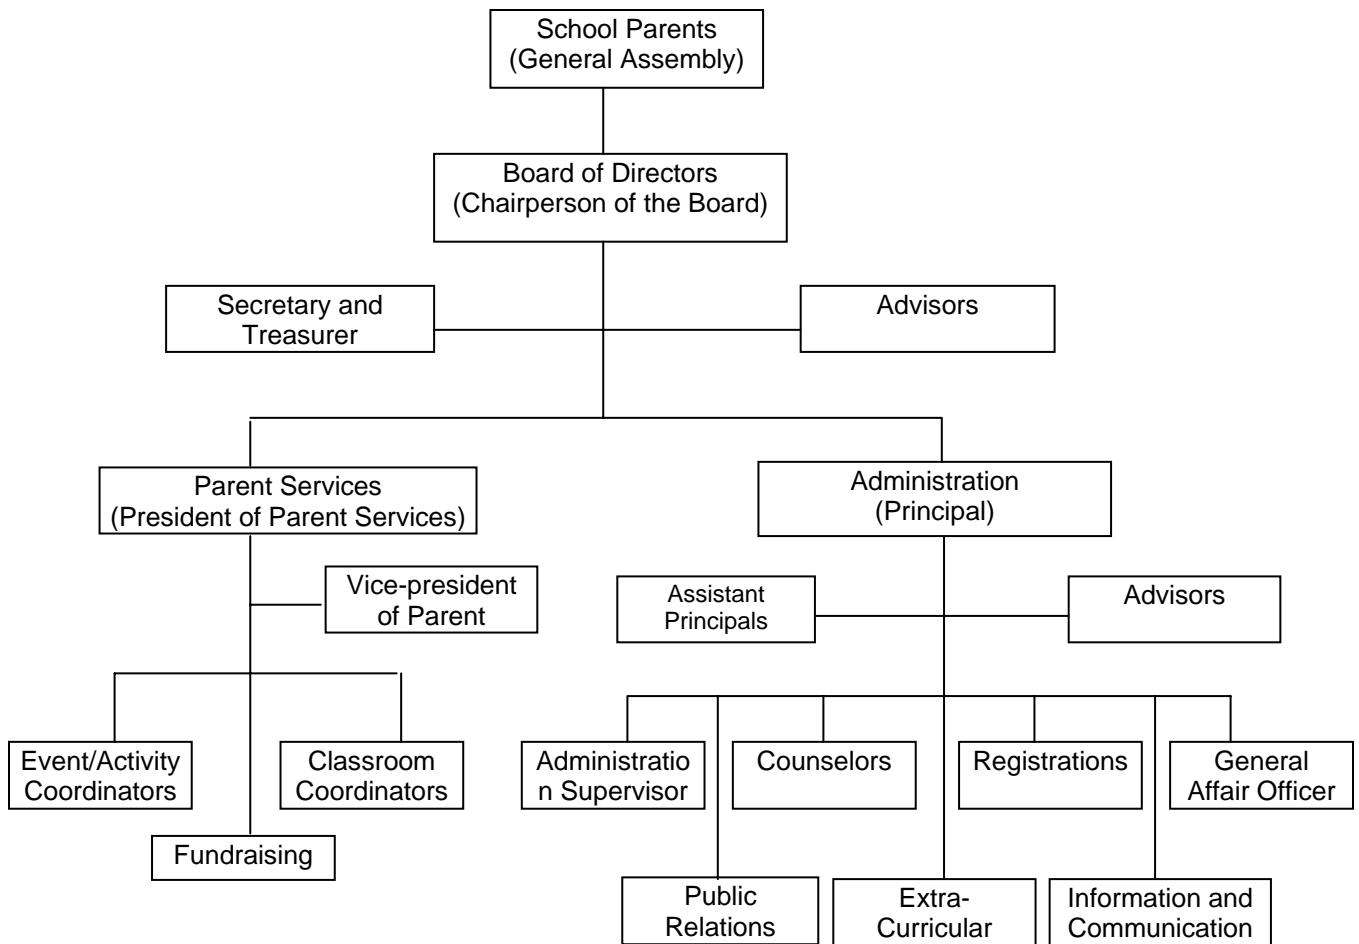 School Parents
(General Assembly)
Board of Directors
(Chairperson of the Board)
Secretary and
Treasurer
Advisors
Parent Services
(President of Parent Services)
Administration
(Principal)
Vice-president
of Parent
Assistant
Principals
Advisors
Event/Activity
Coordinators
Classroom
Coordinators
Administratio
n Supervisor
Counselors
Registrations
General
Affair Officer
Fundraising
Public
Relations
Extra-
Curricular
Information and
Communication